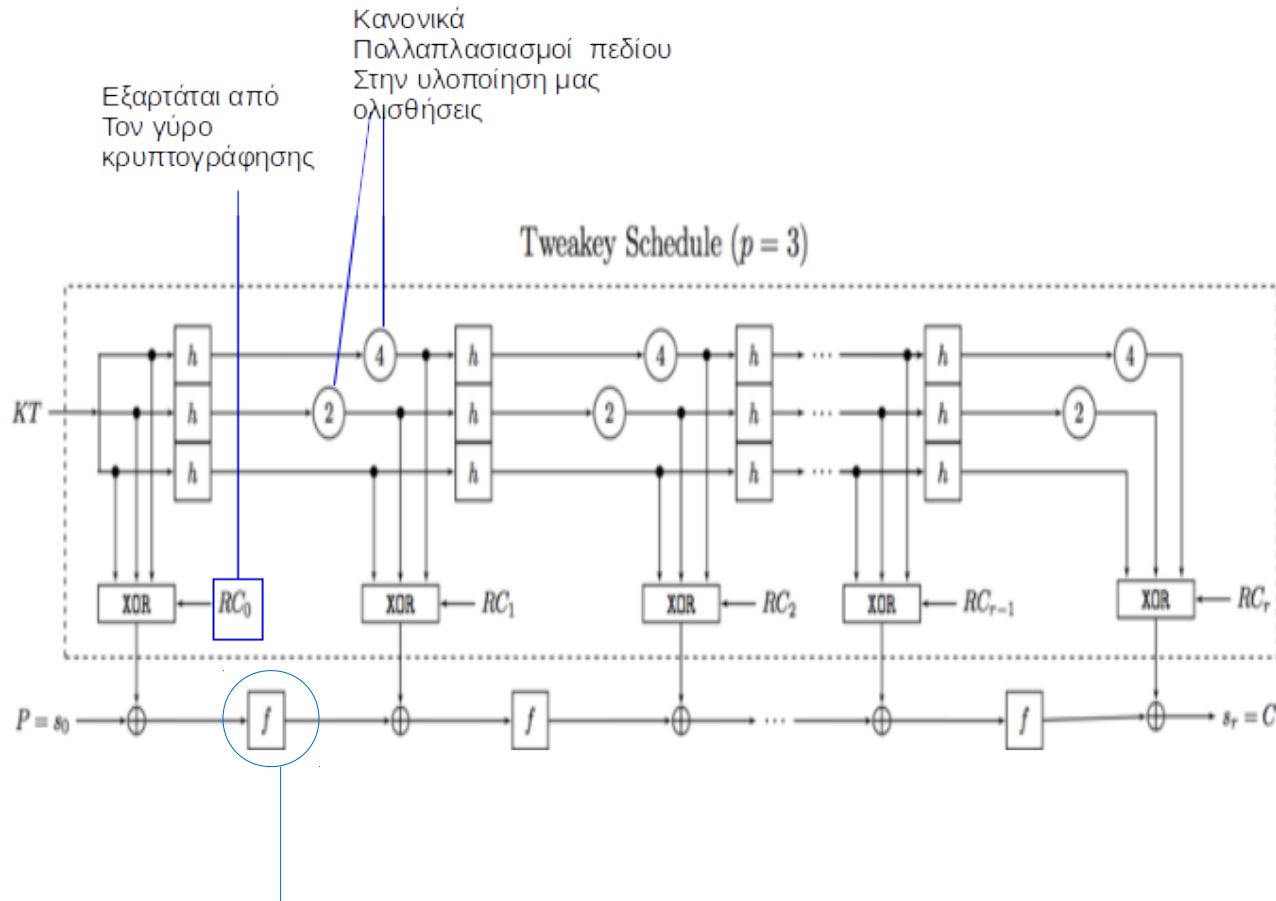 Κανονικά
Πολλαπλασιασμοί πεδίου
Στην υλοποίηση μας
ολισθήσεις
Εξαρτάται από
Τον γύρο
κρυπτογράφησης
Tweakey Schedule (p = 3)
h 4 h 4 h ··· h 4
KT h 2 h 2 h ··· h 2
h h h ··· h
XOR RC₀ XOR RC₁ XOR RC₂ XOR RCᵣ₋₁ XOR RCᵣ
P = s₀ f f ··· f sᵣ = C